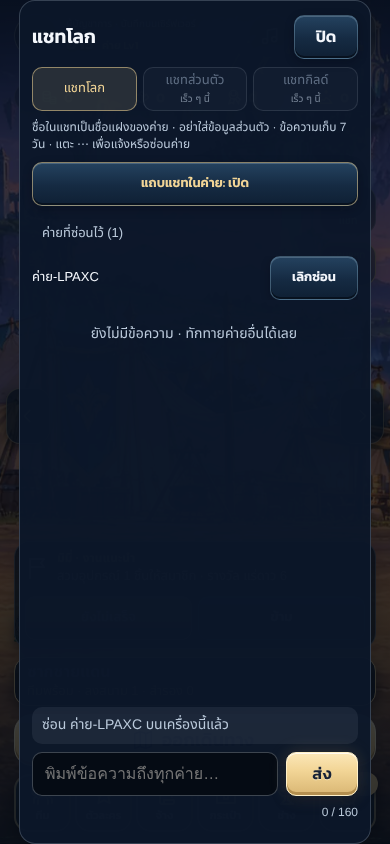 แชทโลก
ปิด
แชทโลก
แชทส่วนตัว
เร็ว ๆ นี้
แชทกิลด์
เร็ว ๆ นี้
ชื่อในแชทเป็นชื่อแฝงของค่าย · อย่าใส่ข้อมูลส่วนตัว · ข้อความเก็บ 7
วัน · แตะ ⋯ เพื่อแจ้งหรือซ่อนค่าย
แถบแชทในค่าย: เปิด
ค่ายที่ซ่อนไว้ (1)
ค่าย-LPAXC
เลิกซ่อน
ยังไม่มีข้อความ · ทักทายค่ายอื่นได้เลย
ซ่อน ค่าย-LPAXC บนเครื่องนี้แล้ว
พิมพ์ข้อความถึงทุกค่าย…
ส่ง
0 / 160